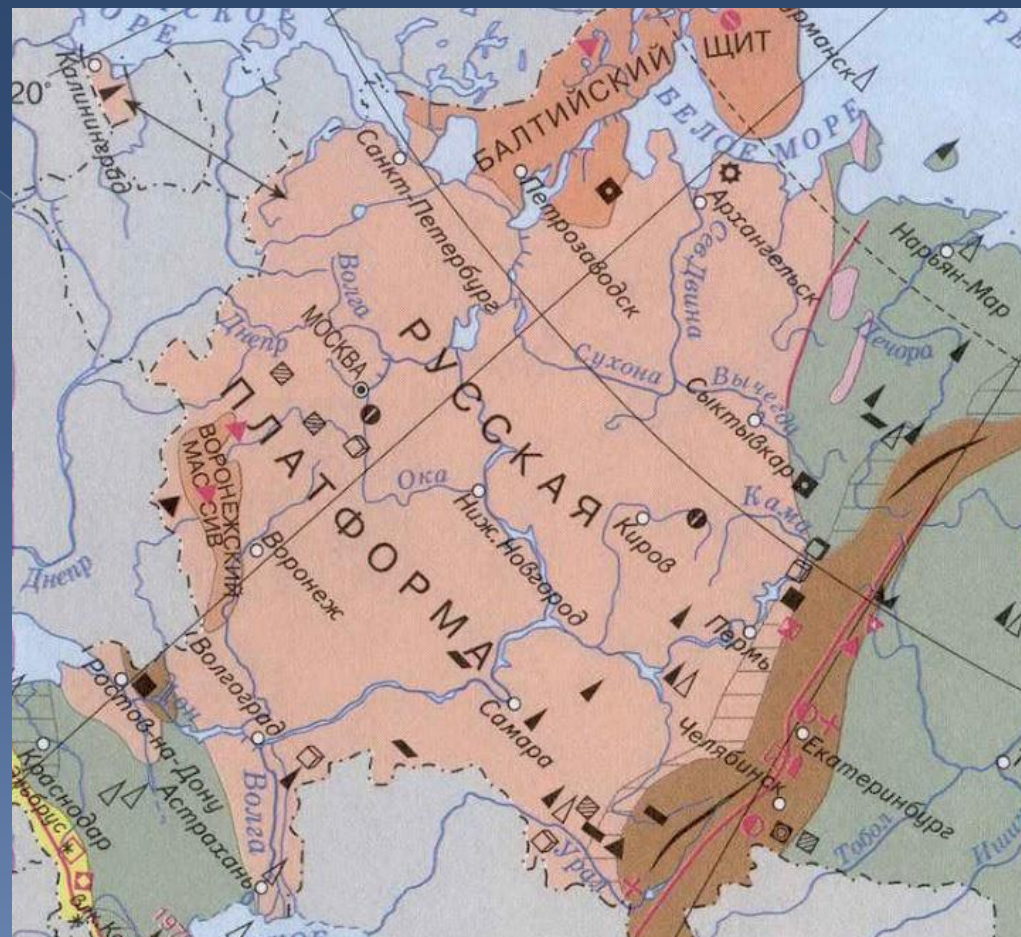 МОРЕ
20°
Калининград
Санкт-Петербург
БАЛТИЙСКИЙ ЩИТ
Мурманск
БЕЛОЕ МОРЕ
Петрозаводск
Архангельск
Сев.Двина
Нарьян-Мар
Печора
Волга
Днепр
МОСКВА
РУССКАЯ
ПЛАТФОРМА
Сухона
Вычегда
Сыктывкар
ВОРОНЕЖСКИЙ
МАССИВ
Ока
Ниж.Новгород
Киров
Кама
Днепр
Воронеж
Пермь
Волгоград
Дон
Ростов-на-Дону
Самара
Челябинск
Екатеринбург
Краснодар
Астрахань
Волга
Урал
Тобол
Ишим